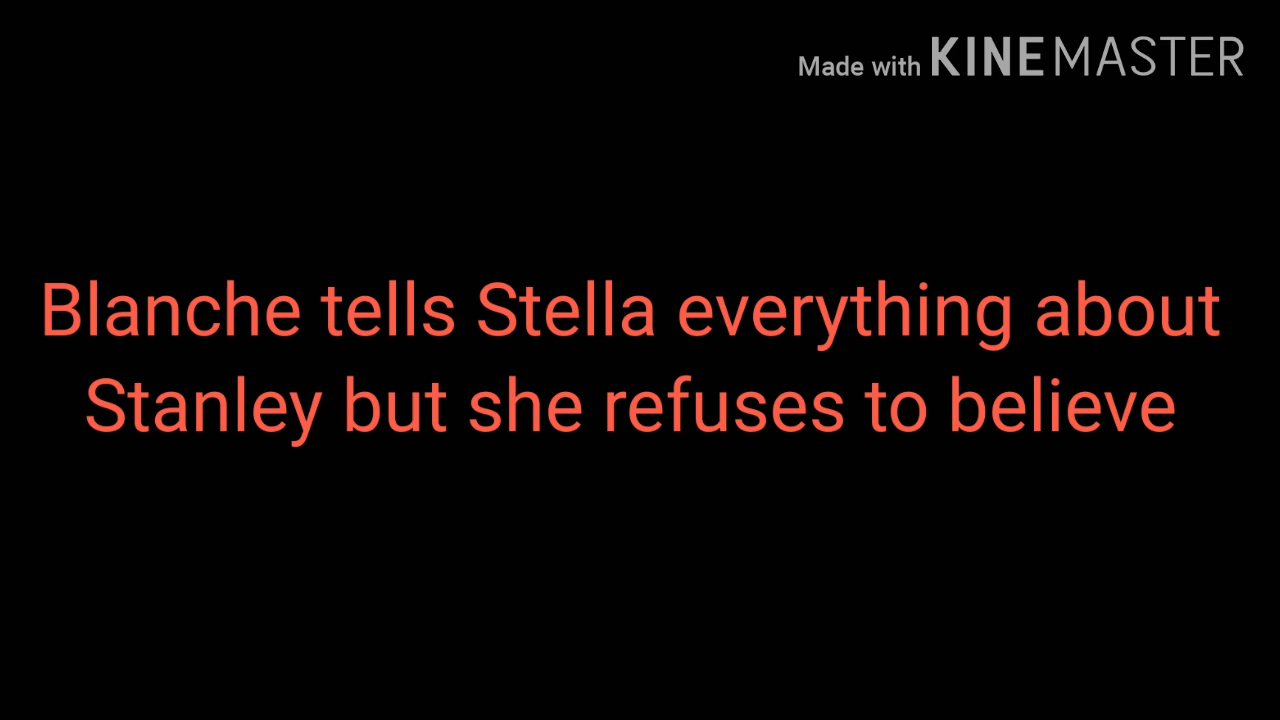 Made with KINEMASTER
Blanche tells Stella everything about
Stanley but she refuses to believe